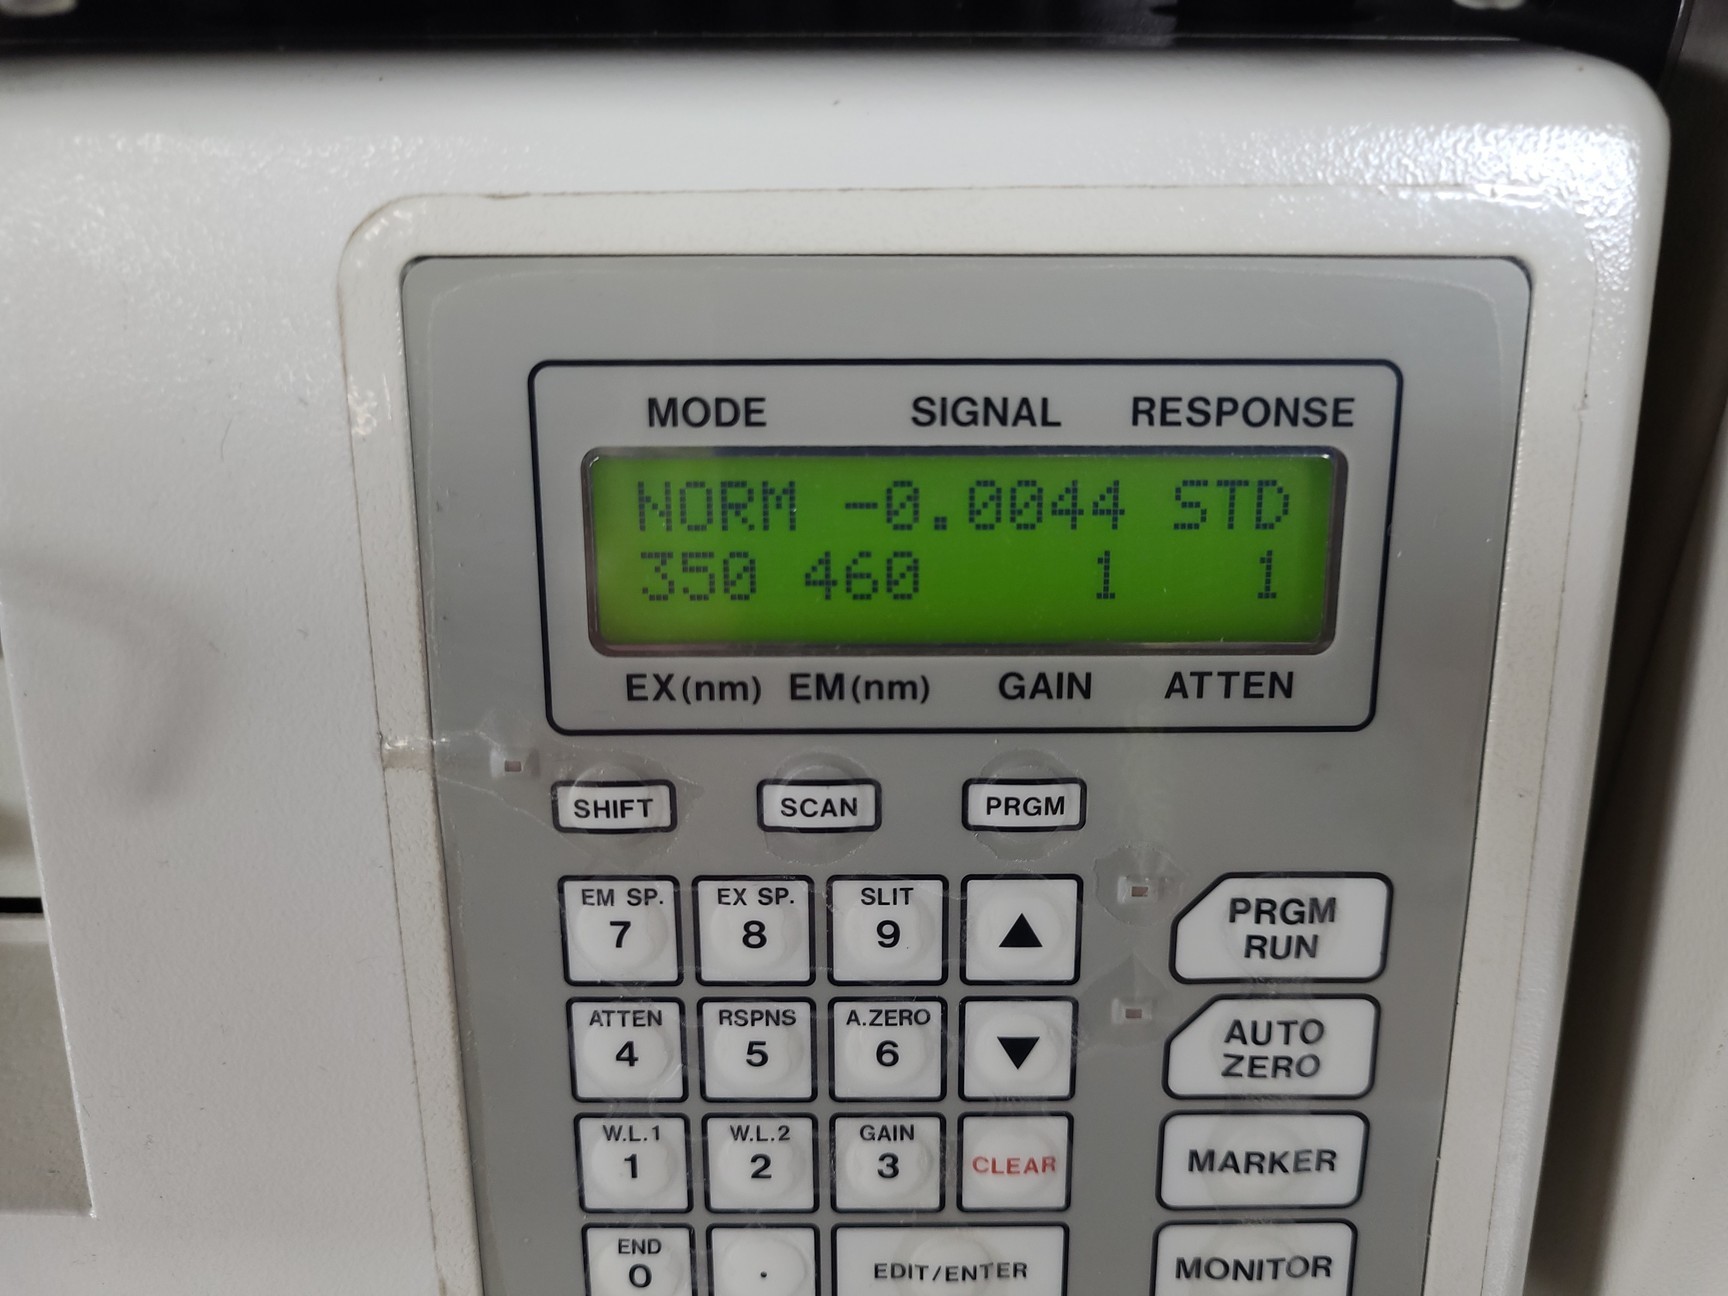 MODE SIGNAL RESPONSE
NORM -0.0044 STD
350 460 1 1
EX(nm) EM(nm) GAIN ATTEN
SHIFT SCAN PRGM
EM SP. EX SP. SLIT
7 8 9 ▲
PRGM
RUN
ATTEN RSPNS A.ZERO
4 5 6 ▼
AUTO
ZERO
W.L.1 W.L.2 GAIN
1 2 3 CLEAR
MARKER
END
0 . EDIT/ENTER
MONITOR